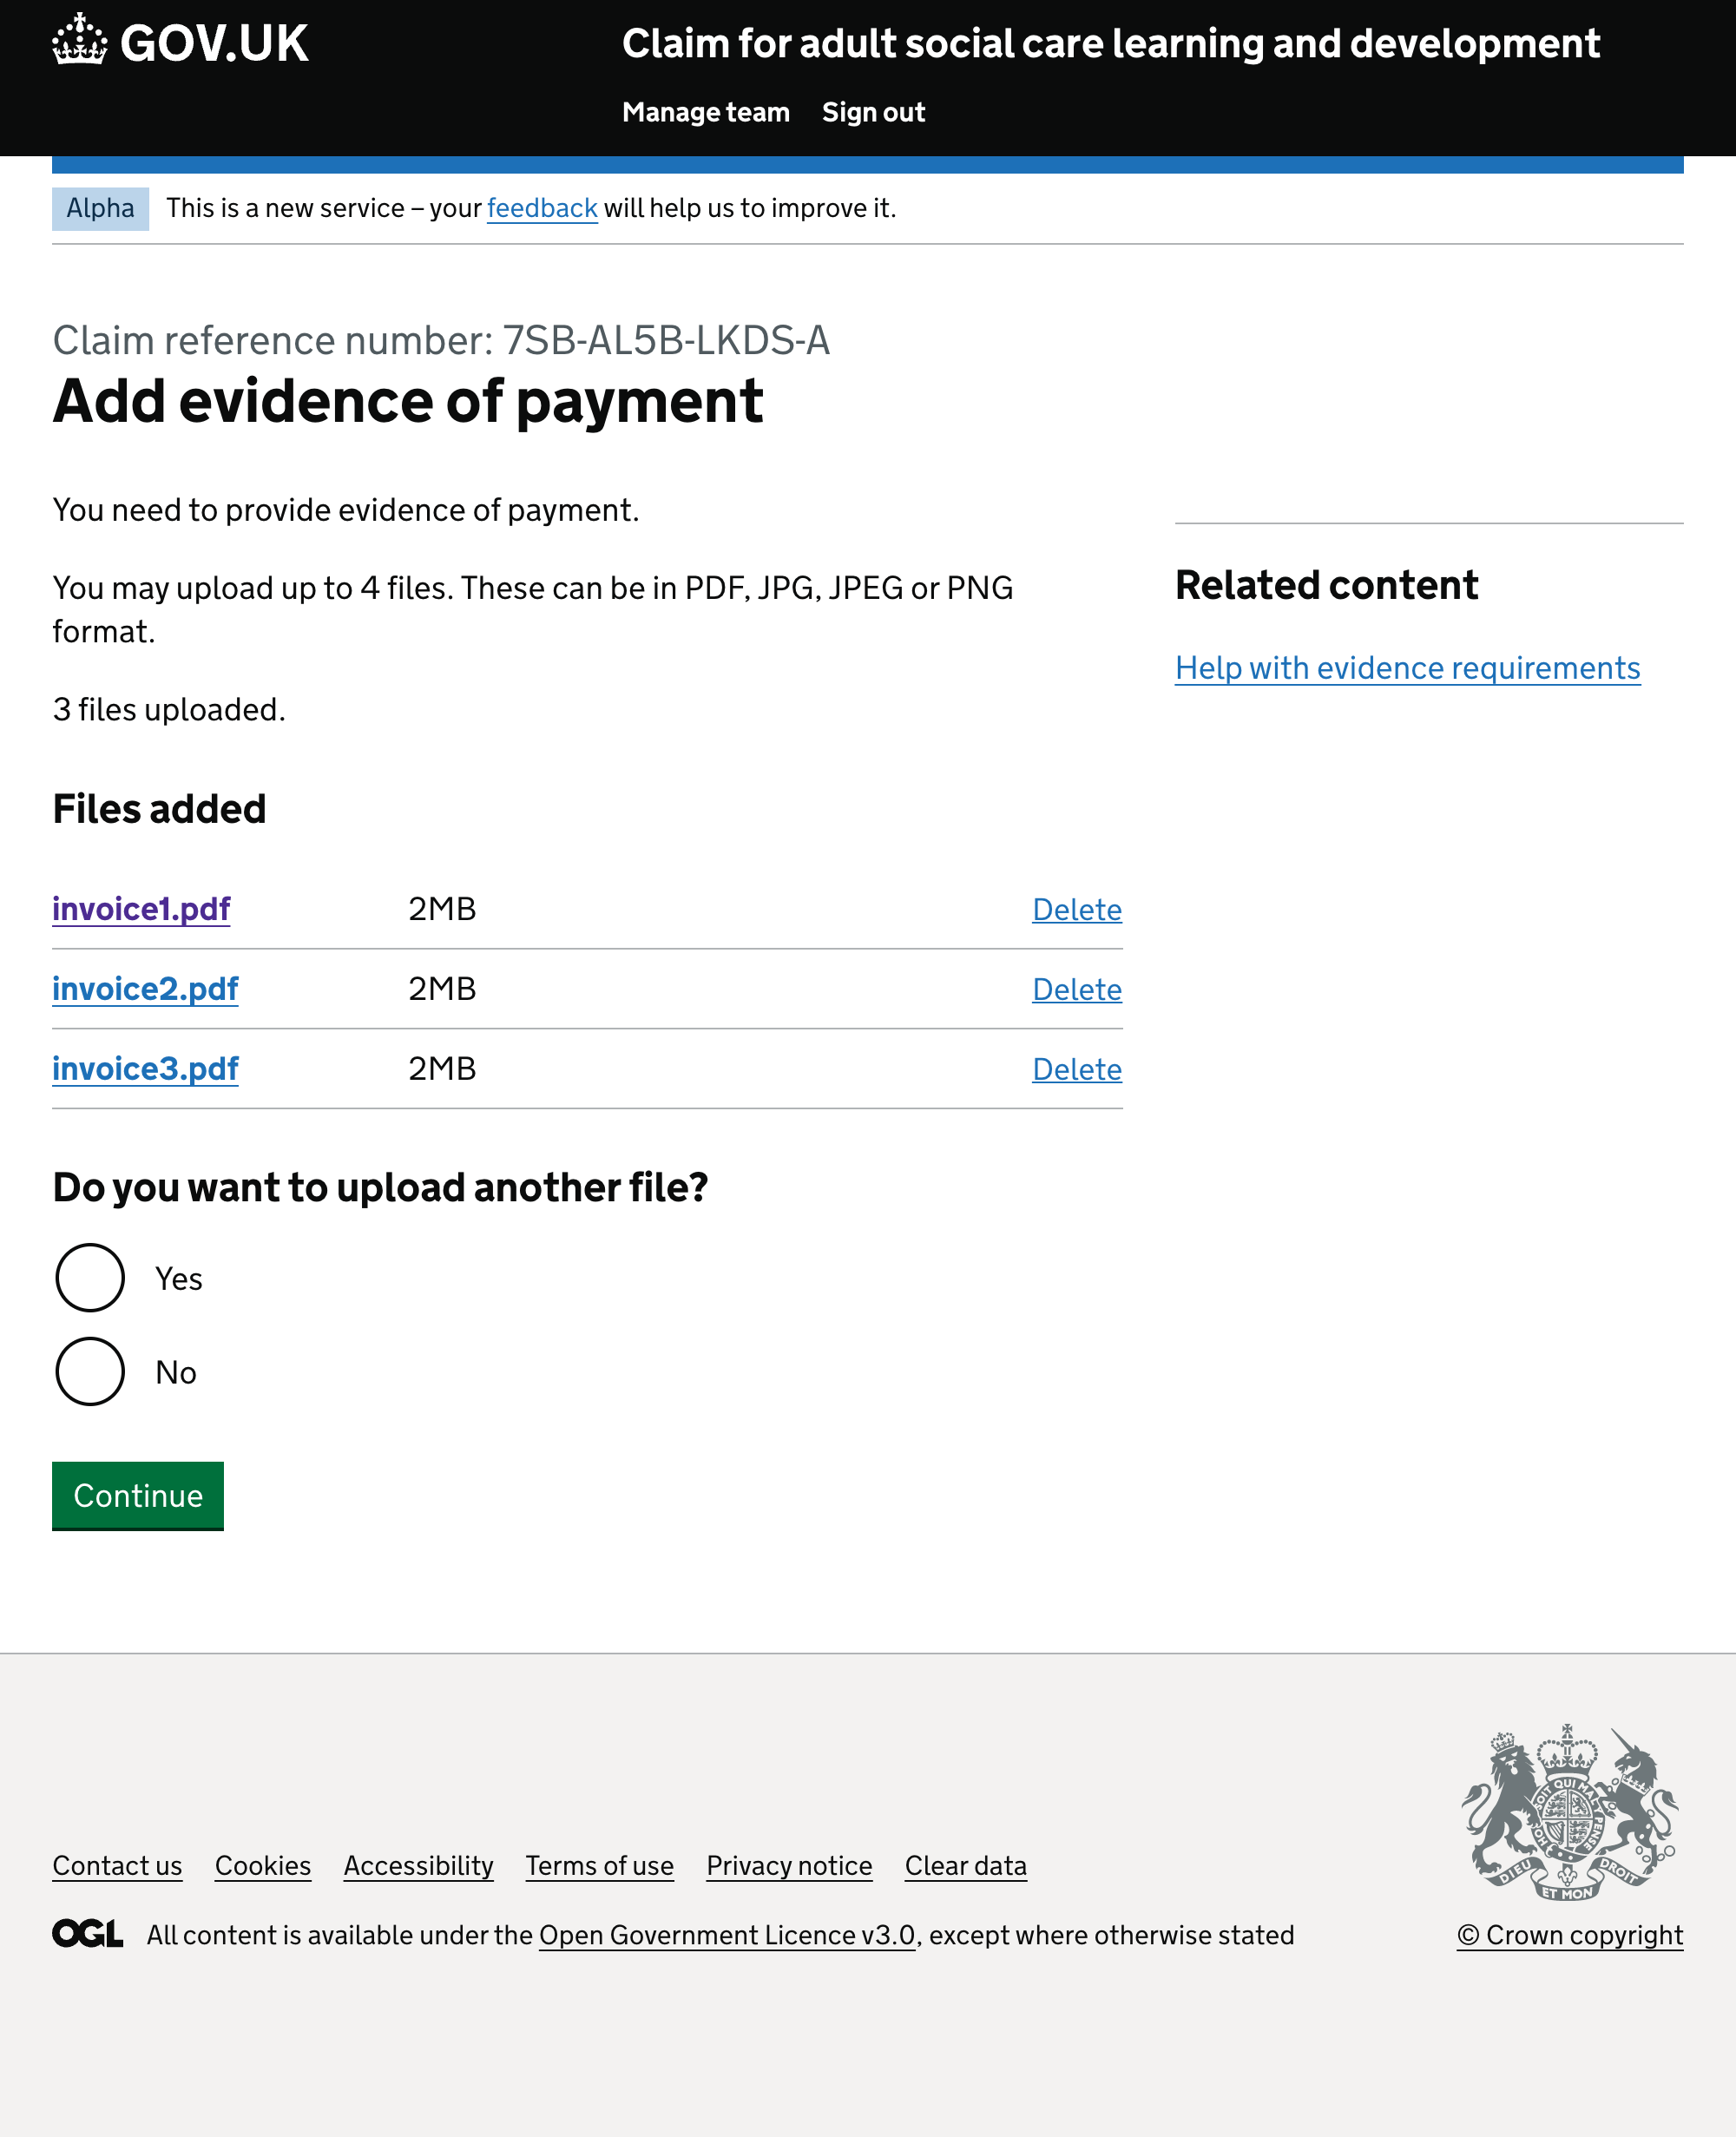 GOV.UK
Claim for adult social care learning and development
Manage team Sign out
Alpha This is a new service – your feedback will help us to improve it.
Claim reference number: 7SB-AL5B-LKDS-A
Add evidence of payment
You need to provide evidence of payment.
You may upload up to 4 files. These can be in PDF, JPG, JPEG or PNG
format.
3 files uploaded.
Related content
Help with evidence requirements
Files added
invoice1.pdf 2MB Delete
invoice2.pdf 2MB Delete
invoice3.pdf 2MB Delete
Do you want to upload another file?
Yes
No
Continue
SOIT QUI MAL
PENSE
HON
DIEU
ET MON
DROIT
Contact us Cookies Accessibility Terms of use Privacy notice Clear data
OGL All content is available under the Open Government Licence v3.0, except where otherwise stated
© Crown copyright